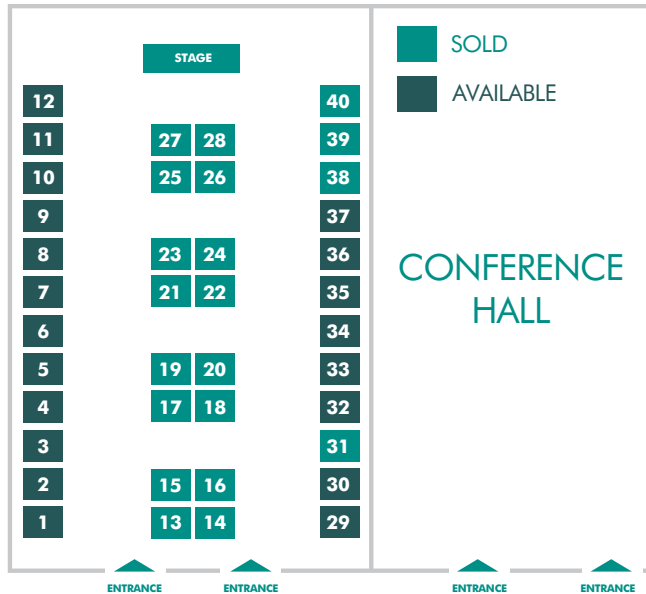 STAGE
SOLD
AVAILABLE
12 40
11 27 28 39
10 25 26 38
9 37
8 23 24 36
7 21 22 35
6 34
5 19 20 33
4 17 18 32
3 31
2 15 16 30
1 13 14 29
CONFERENCE
HALL
ENTRANCE ENTRANCE ENTRANCE ENTRANCE